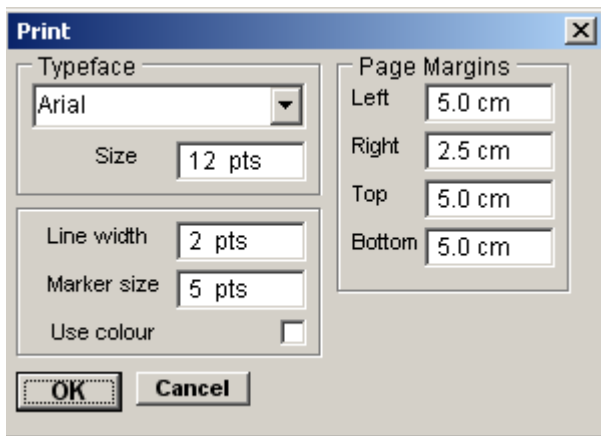 Print
Typeface
Arial
Size 12 pts
Line width 2 pts
Marker size 5 pts
Use colour
Page Margins
Left 5.0 cm
Right 2.5 cm
Top 5.0 cm
Bottom 5.0 cm
OK Cancel